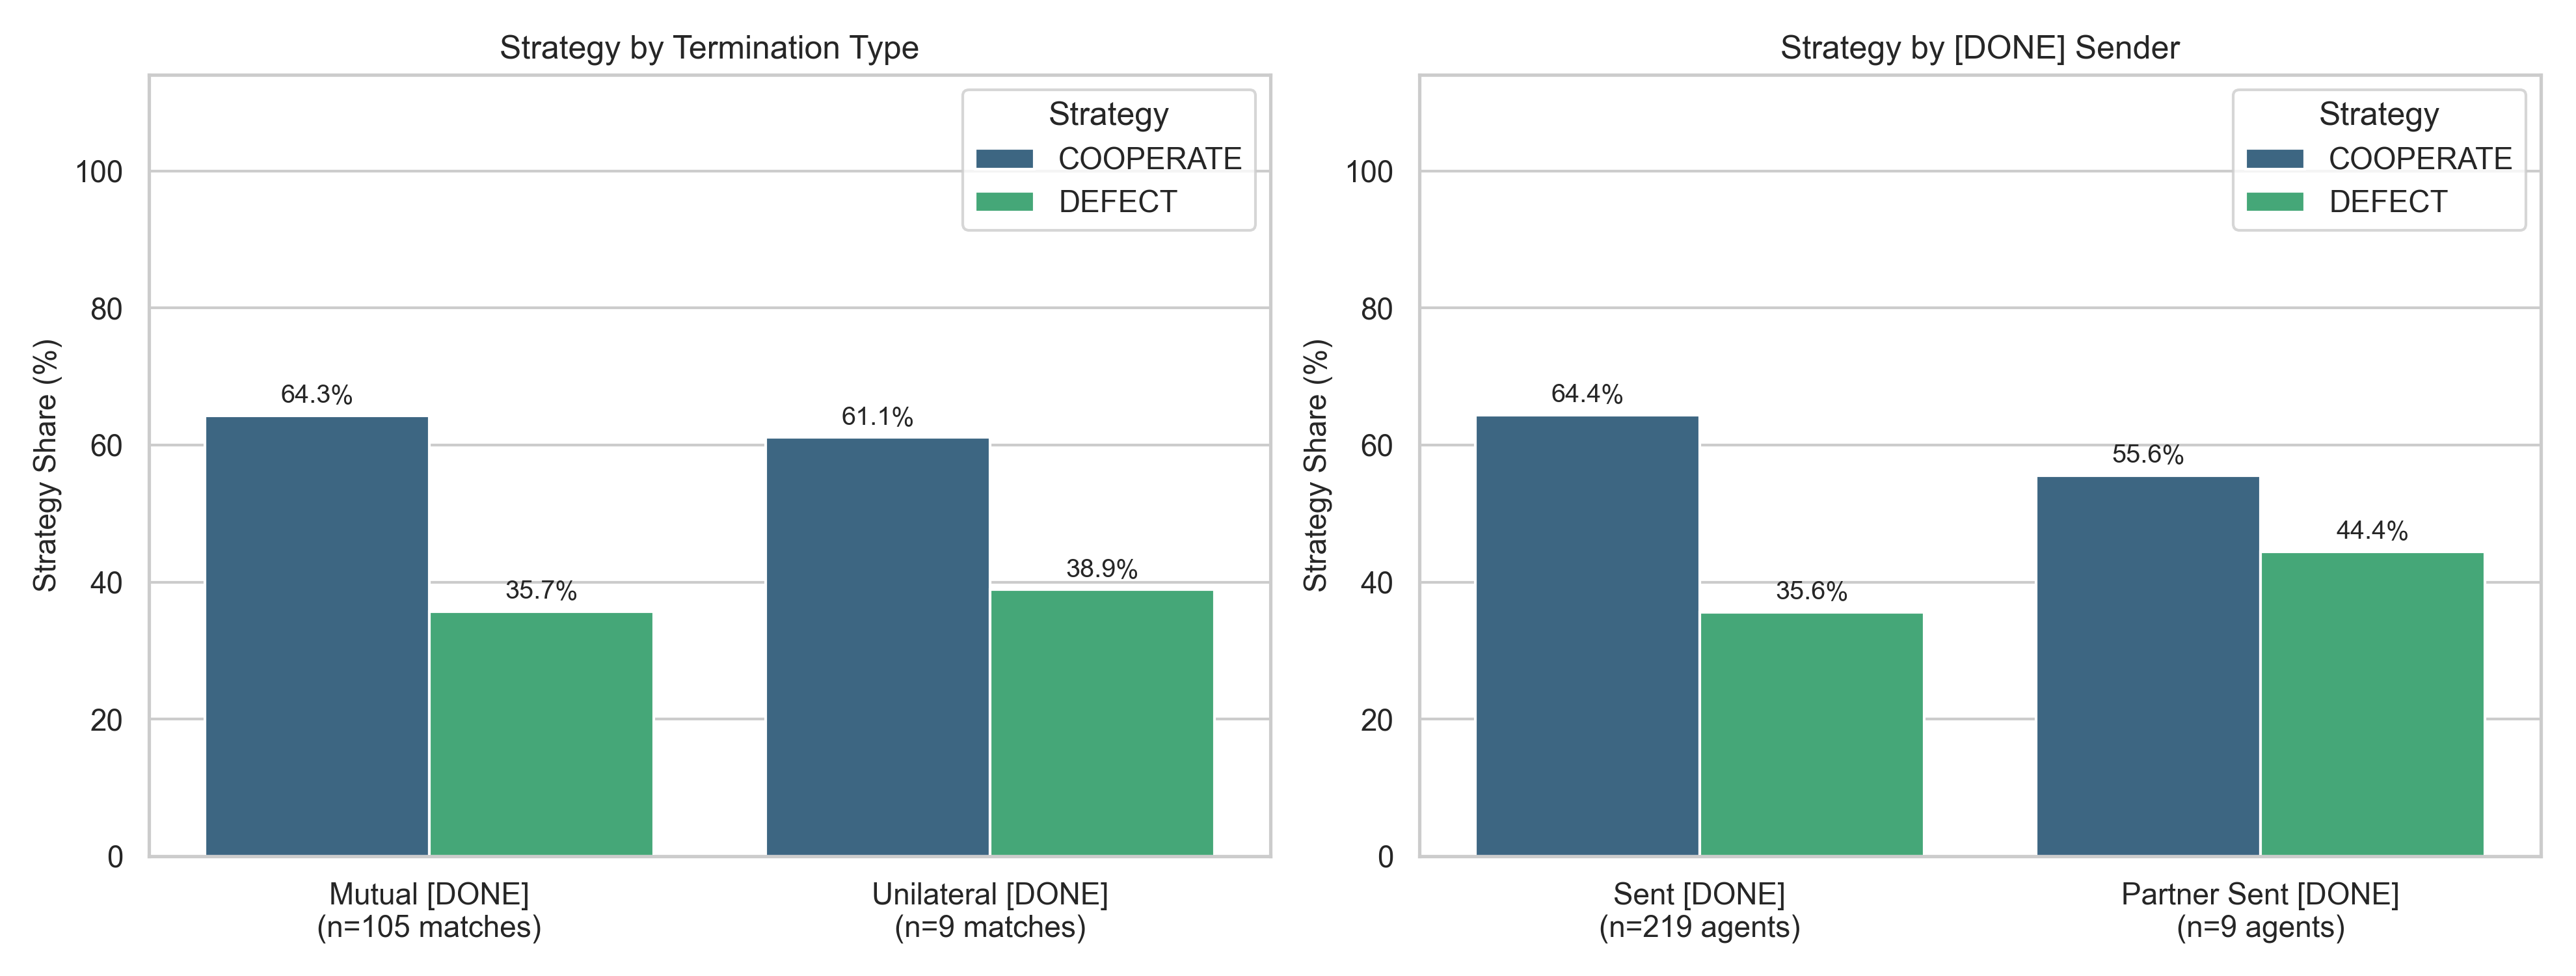 Strategy by Termination Type
Strategy
COOPERATE
DEFECT
Strategy Share (%)
100
80
60
40
20
0
64.3%
35.7%
61.1%
38.9%
Mutual [DONE]
(n=105 matches)
Unilateral [DONE]
(n=9 matches)
Strategy by [DONE] Sender
Strategy
COOPERATE
DEFECT
Strategy Share (%)
100
80
60
40
20
0
64.4%
35.6%
55.6%
44.4%
Sent [DONE]
(n=219 agents)
Partner Sent [DONE]
(n=9 agents)